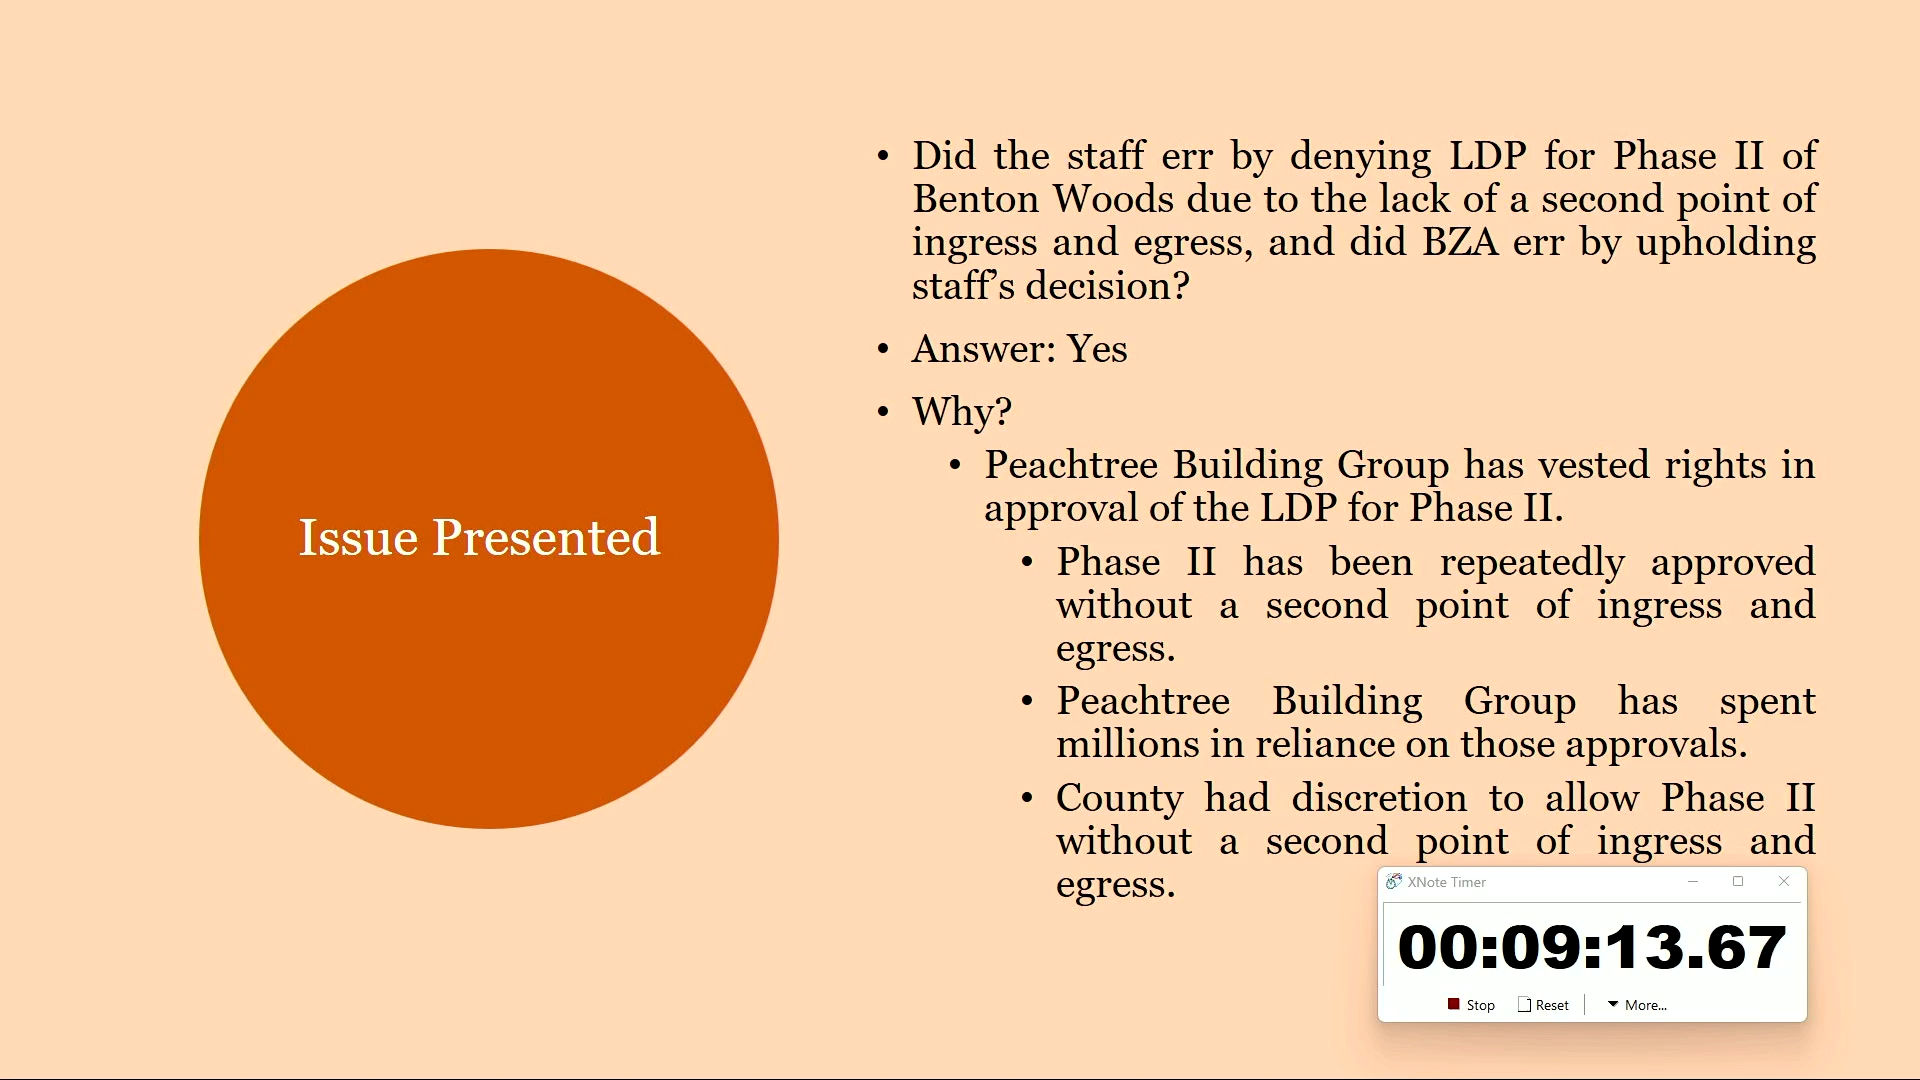 Issue Presented
• Did the staff err by denying LDP for Phase II of
Benton Woods due to the lack of a second point of
ingress and egress, and did BZA err by upholding
staff’s decision?
• Answer: Yes
• Why?
• Peachtree Building Group has vested rights in
approval of the LDP for Phase II.
• Phase II has been repeatedly approved
without a second point of ingress and
egress.
• Peachtree Building Group has spent
millions in reliance on those approvals.
• County had discretion to allow Phase II
without a second point of ingress and
egress.
XNote Timer
00:09:13.67
Stop Reset More...